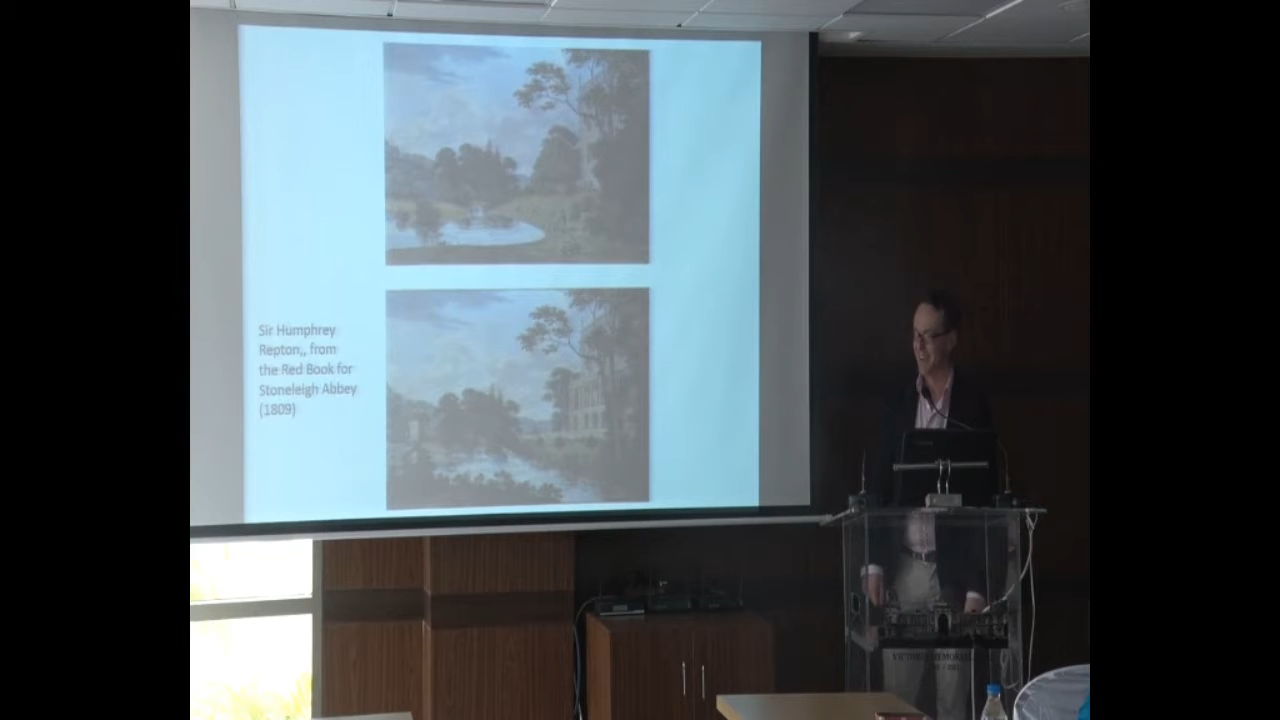 Sir Humphrey
Repton,, from
the Red Book for
Stoneleigh Abbey
(1809)